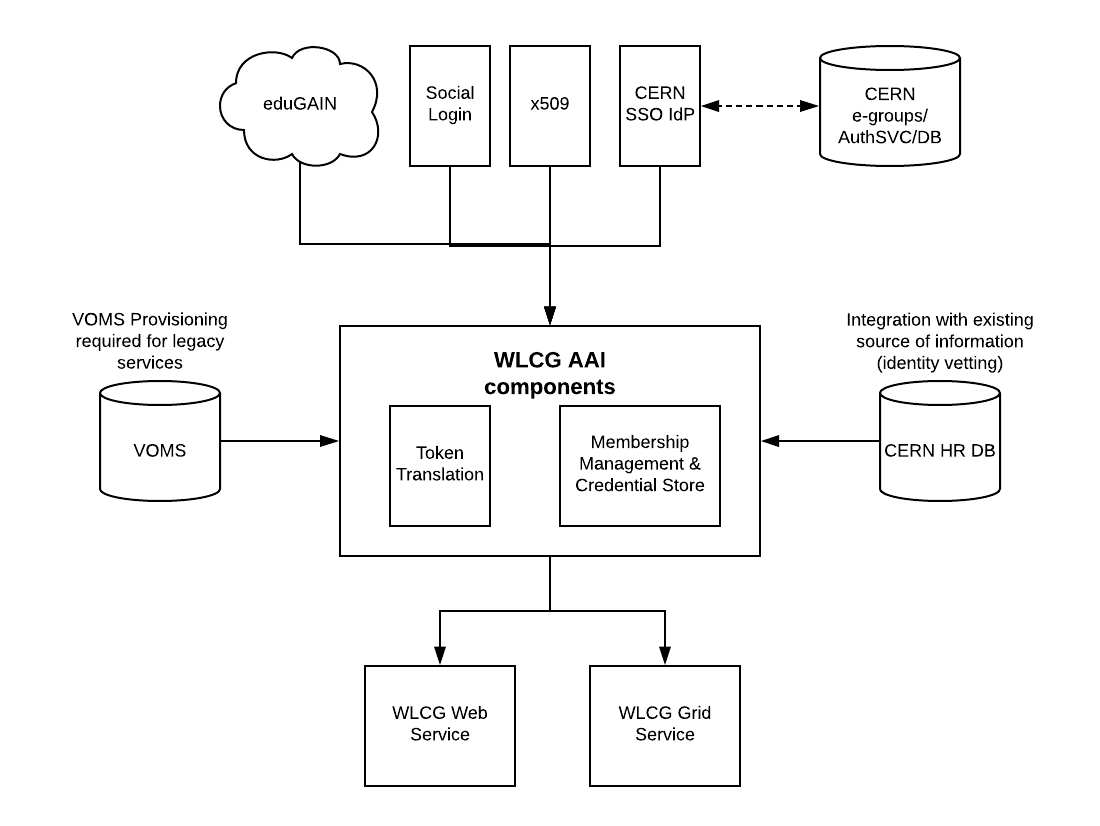 eduGAIN
Social
Login
x509
CERN
SSO IdP
CERN
e-groups/
AuthSVC/DB
VOMS Provisioning
required for legacy
services
VOMS
WLCG AAI
components
Token
Translation
Membership
Management &
Credential Store
Integration with existing
source of information
(identity vetting)
CERN HR DB
WLCG Web
Service
WLCG Grid
Service